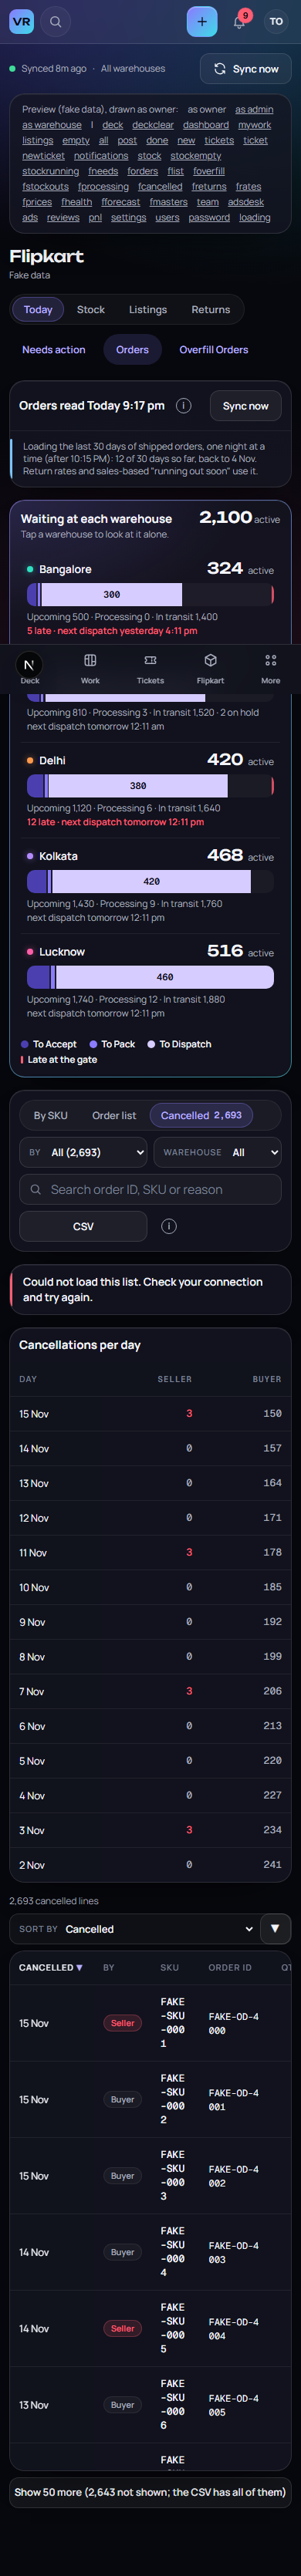 VR
+
9
TO
Synced 8m ago · All warehouses
Sync now
Preview (fake data), drawn as owner: as owner as admin
as warehouse | deck deckclear dashboard mywork
listings empty all post done new tickets ticket
newticket notifications stock stockempty
stockrunning fneeds forders flist foverfill
fstockouts fprocessing fcancelled freturns frates
fprices fhealth fforecast fmasters team adsdesk
ads reviews pnl settings users password loading
Flipkart
Fake data
Today Stock Listings Returns
Needs action Orders Overfill Orders
Orders read Today 9:17 pm
i
Sync now
Loading the last 30 days of shipped orders, one night at a
time (after 10:15 PM): 12 of 30 days so far, back to 4 Nov.
Return rates and sales-based "running out soon" use it.
Waiting at each warehouse 2,100 active
Tap a warehouse to look at it alone.
Bangalore 324 active
300
Upcoming 500 · Processing 0 · In transit 1,400
5 late · next dispatch yesterday 4:11 pm
N
Deck Work Tickets Flipkart More
Upcoming 810 · Processing 3 · In transit 1,520 · 2 on hold
next dispatch tomorrow 12:11 am
Delhi 420 active
380
Upcoming 1,120 · Processing 6 · In transit 1,640
12 late · next dispatch tomorrow 12:11 pm
Kolkata 468 active
420
Upcoming 1,430 · Processing 9 · In transit 1,760
next dispatch tomorrow 12:11 pm
Lucknow 516 active
460
Upcoming 1,740 · Processing 12 · In transit 1,880
next dispatch tomorrow 12:11 pm
To Accept To Pack To Dispatch
Late at the gate
By SKU Order list Cancelled 2,693
BY All (2,693) WAREHOUSE All
Search order ID, SKU or reason
CSV
i
Could not load this list. Check your connection
and try again.
Cancellations per day
DAY SELLER BUYER
15 Nov 3 150
14 Nov 0 157
13 Nov 0 164
12 Nov 0 171
11 Nov 3 178
10 Nov 0 185
9 Nov 0 192
8 Nov 0 199
7 Nov 3 206
6 Nov 0 213
5 Nov 0 220
4 Nov 0 227
3 Nov 3 234
2 Nov 0 241
2,693 cancelled lines
SORT BY Cancelled ▼
CANCELLED ▼ BY SKU ORDER ID
15 Nov Seller FAKE-SKU-0001 FAKE-OD-4000
15 Nov Buyer FAKE-SKU-0002 FAKE-OD-4001
15 Nov Buyer FAKE-SKU-0003 FAKE-OD-4002
14 Nov Buyer FAKE-SKU-0004 FAKE-OD-4003
14 Nov Seller FAKE-SKU-0005 FAKE-OD-4004
13 Nov Buyer FAKE-SKU-0006 FAKE-OD-4005
FAKE
Show 50 more (2,643 not shown; the CSV has all of them)